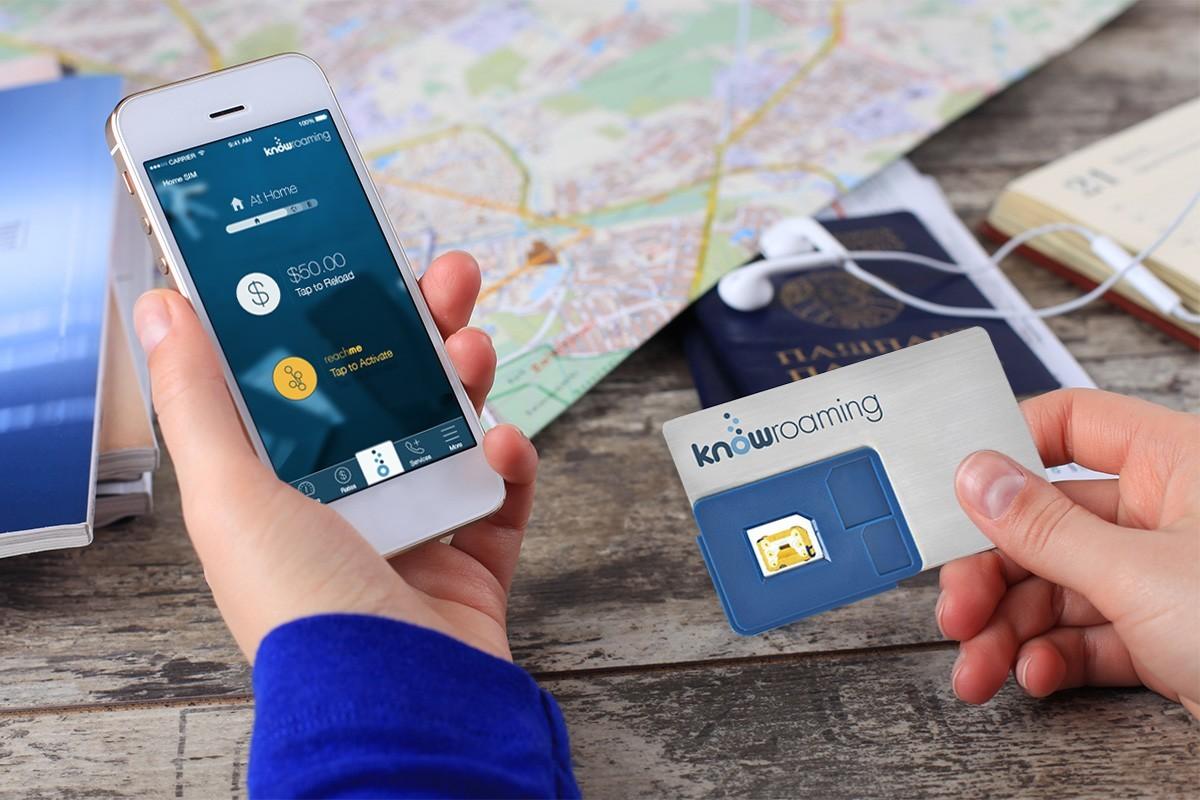 ●●●○○ CARRIER
9:41 AM
100%
Home SIM
knowroaming
At Home
$50.00
Tap to Reload
reachme
Tap to Activate
Rates
Services
More
knowroaming
21